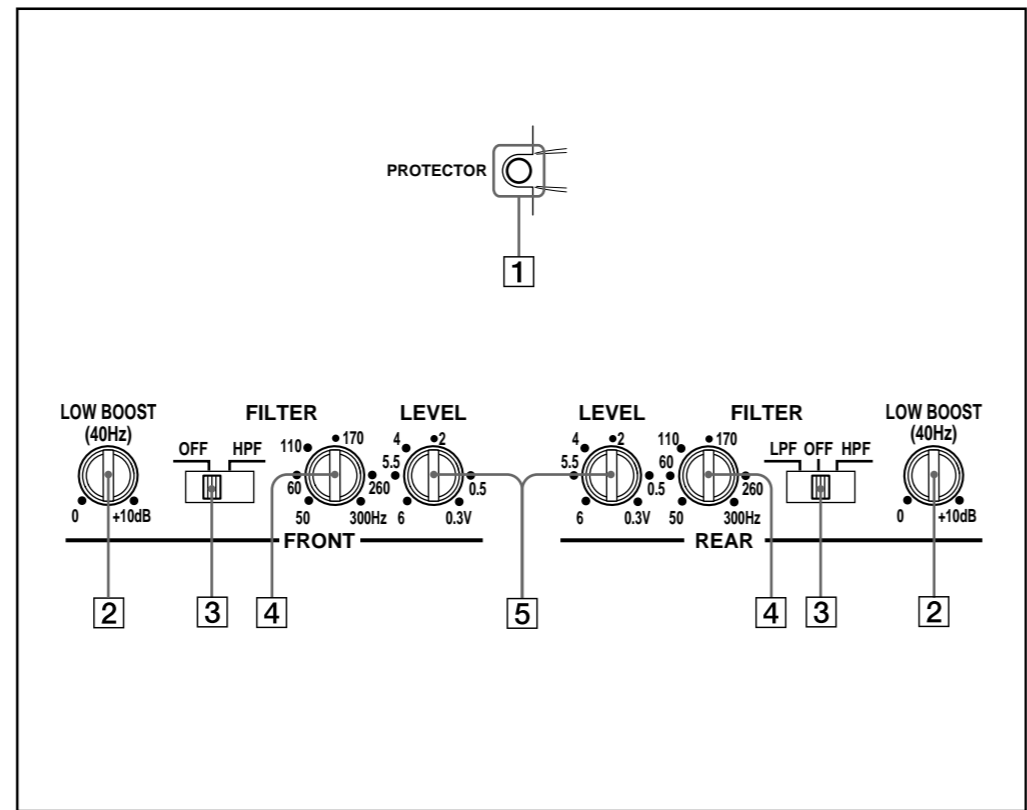 PROTECTOR
1
LOW BOOST
(40Hz)
0 +10dB
OFF HPF
FILTER
50 60 110 170 260 300Hz
LEVEL
6 5.5 4 2 0.5 0.3V
FRONT
LEVEL
6 5.5 4 2 0.5 0.3V
FILTER
50 60 110 170 260 300Hz
LPF OFF HPF
LOW BOOST
(40Hz)
0 +10dB
REAR
2 3 4 5 4 3 2